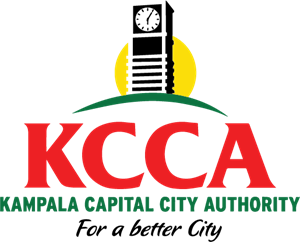 KCCA
KAMPALA CAPITAL CITY AUTHORITY
For a better City